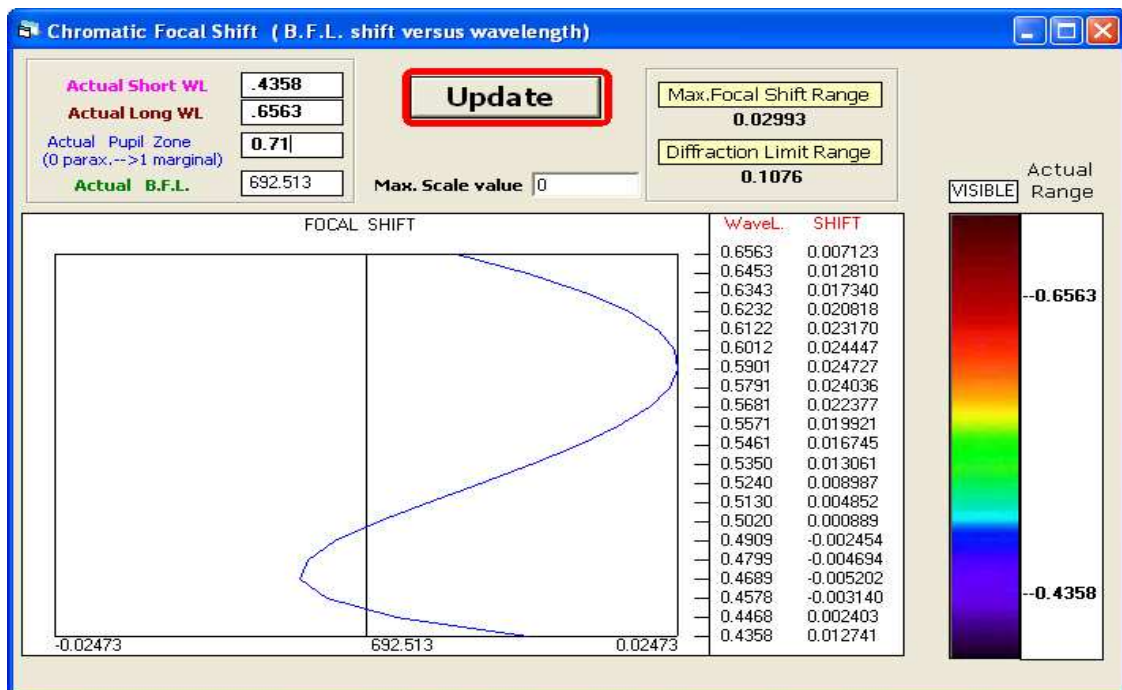 Chromatic Focal Shift ( B.F.L. shift versus wavelength)
Actual Short WL .4358
Actual Long WL .6563
Actual Pupil Zone
(0 parax.-->1 marginal) 0.71
Actual B.F.L. 692.513
Update
Max. Scale value 0
Max.Focal Shift Range
0.02993
Diffraction Limit Range
0.1076
VISIBLE
Actual
Range
--0.6563
--0.4358
FOCAL SHIFT
-0.02473 692.513 0.02473
WaveL. SHIFT
0.6563 0.007123
0.6453 0.012810
0.6343 0.017340
0.6232 0.020818
0.6122 0.023170
0.6012 0.024447
0.5901 0.024727
0.5791 0.024036
0.5681 0.022377
0.5571 0.019921
0.5461 0.016745
0.5350 0.013061
0.5240 0.008987
0.5130 0.004852
0.5020 0.000889
0.4909 -0.002454
0.4799 -0.004694
0.4689 -0.005202
0.4578 -0.003140
0.4468 0.002403
0.4358 0.012741